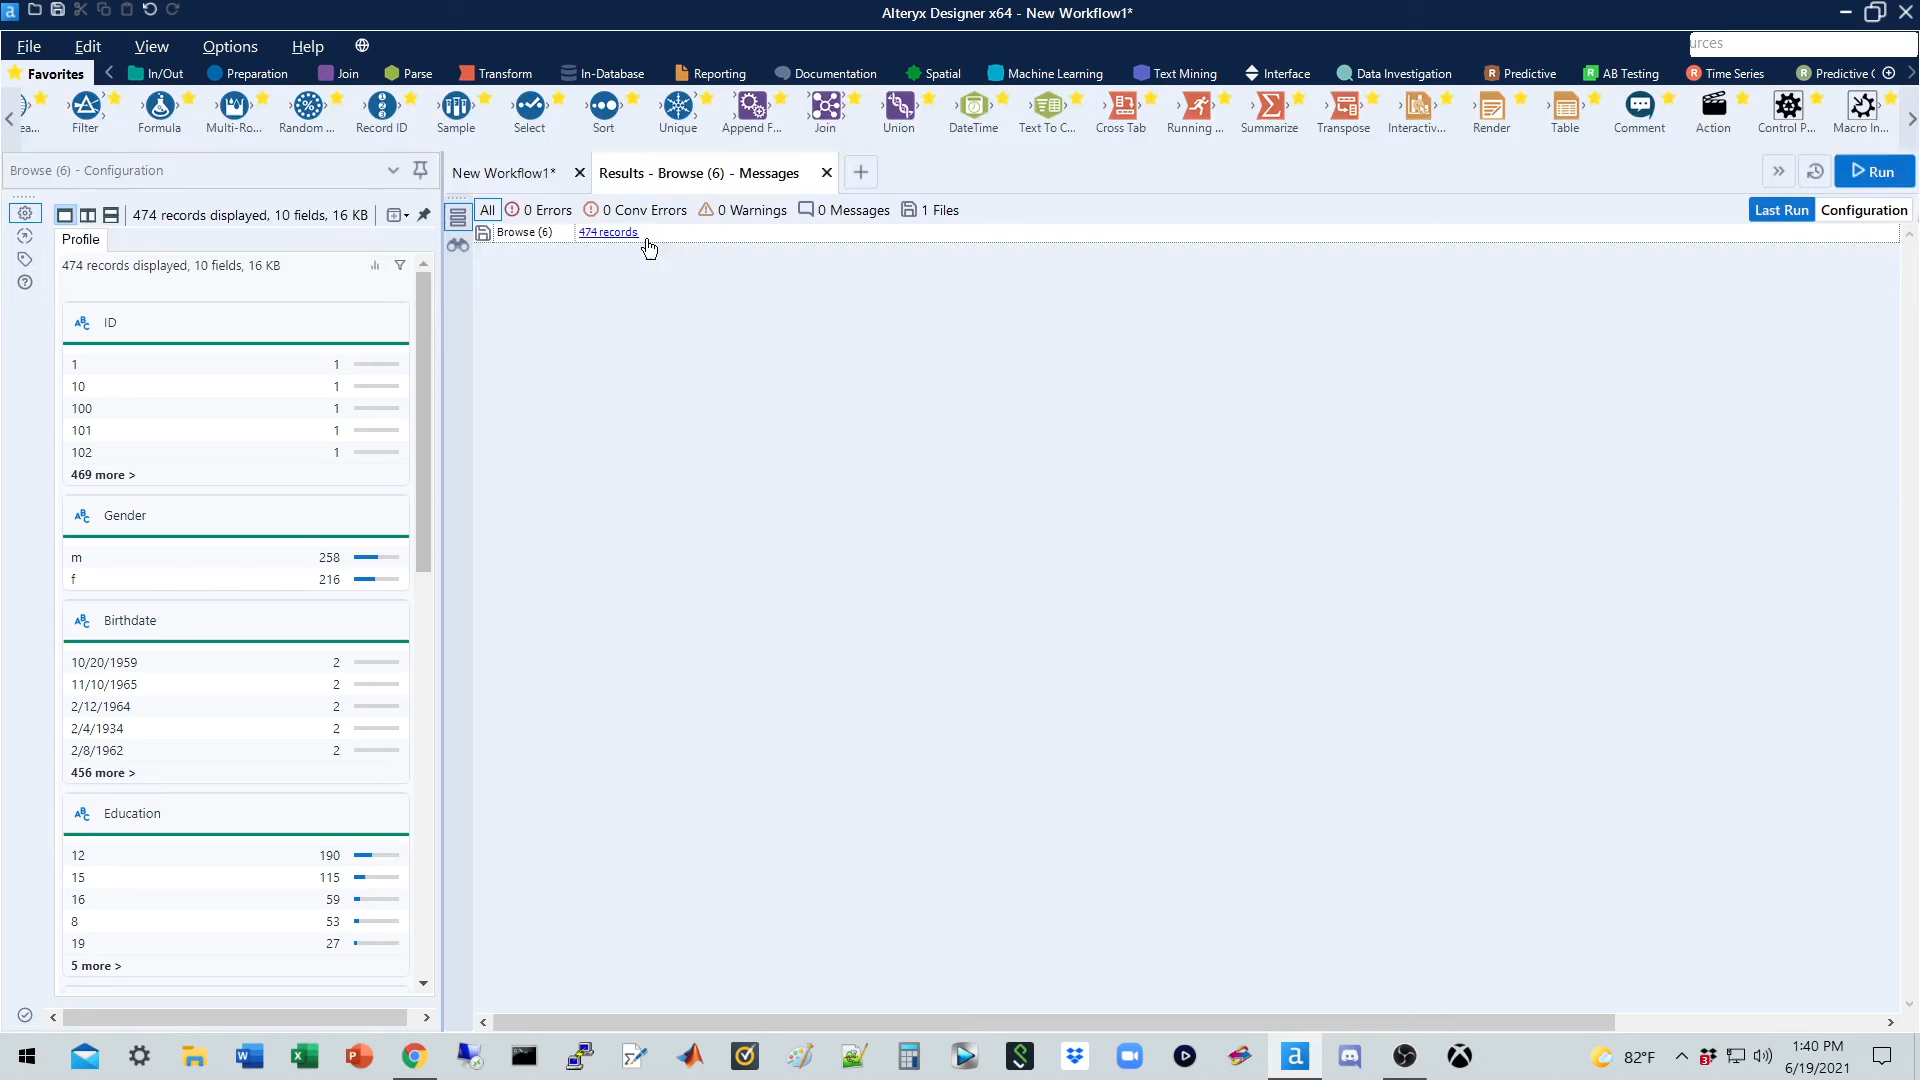 Alteryx Designer x64 - New Workflow1*
File Edit View Options Help
urces
Favorites In/Out Preparation Join Parse Transform In-Database Reporting Documentation Spatial Machine Learning Text Mining Interface Data Investigation Predictive AB Testing Time Series Predictive (
ea... Filter Formula Multi-Ro... Random ... Record ID Sample Select Sort Unique Append F... Join Union DateTime Text To C... Cross Tab Running ... Summarize Transpose Interactiv... Render Table Comment Action Control P... Macro In...
Browse (6) - Configuration
New Workflow1* Results - Browse (6) - Messages
Run
474 records displayed, 10 fields, 16 KB
All 0 Errors 0 Conv Errors 0 Warnings 0 Messages 1 Files
Last Run Configuration
Browse (6) 474 records
Profile
474 records displayed, 10 fields, 16 KB
ID
1 1
10 1
100 1
101 1
102 1
469 more >
Gender
m 258
f 216
Birthdate
10/20/1959 2
11/10/1965 2
2/12/1964 2
2/4/1934 2
2/8/1962 2
456 more >
Education
12 190
15 115
16 59
8 53
19 27
5 more >
82°F
1:40 PM
6/19/2021